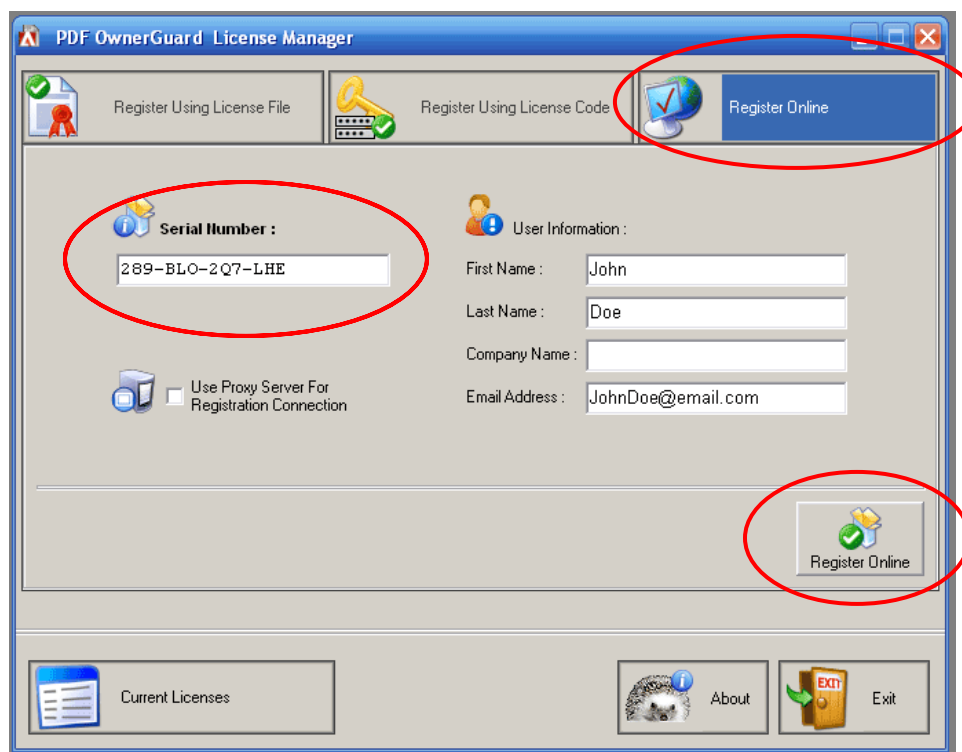 PDF OwnerGuard License Manager
Register Using License File
Register Using License Code
Register Online
Serial Number :
289-BLO-2Q7-LHE
Use Proxy Server For
Registration Connection
User Information :
First Name :
John
Last Name :
Doe
Company Name :
Email Address :
JohnDoe@email.com
Register Online
Current Licenses
About
EXIT
Exit